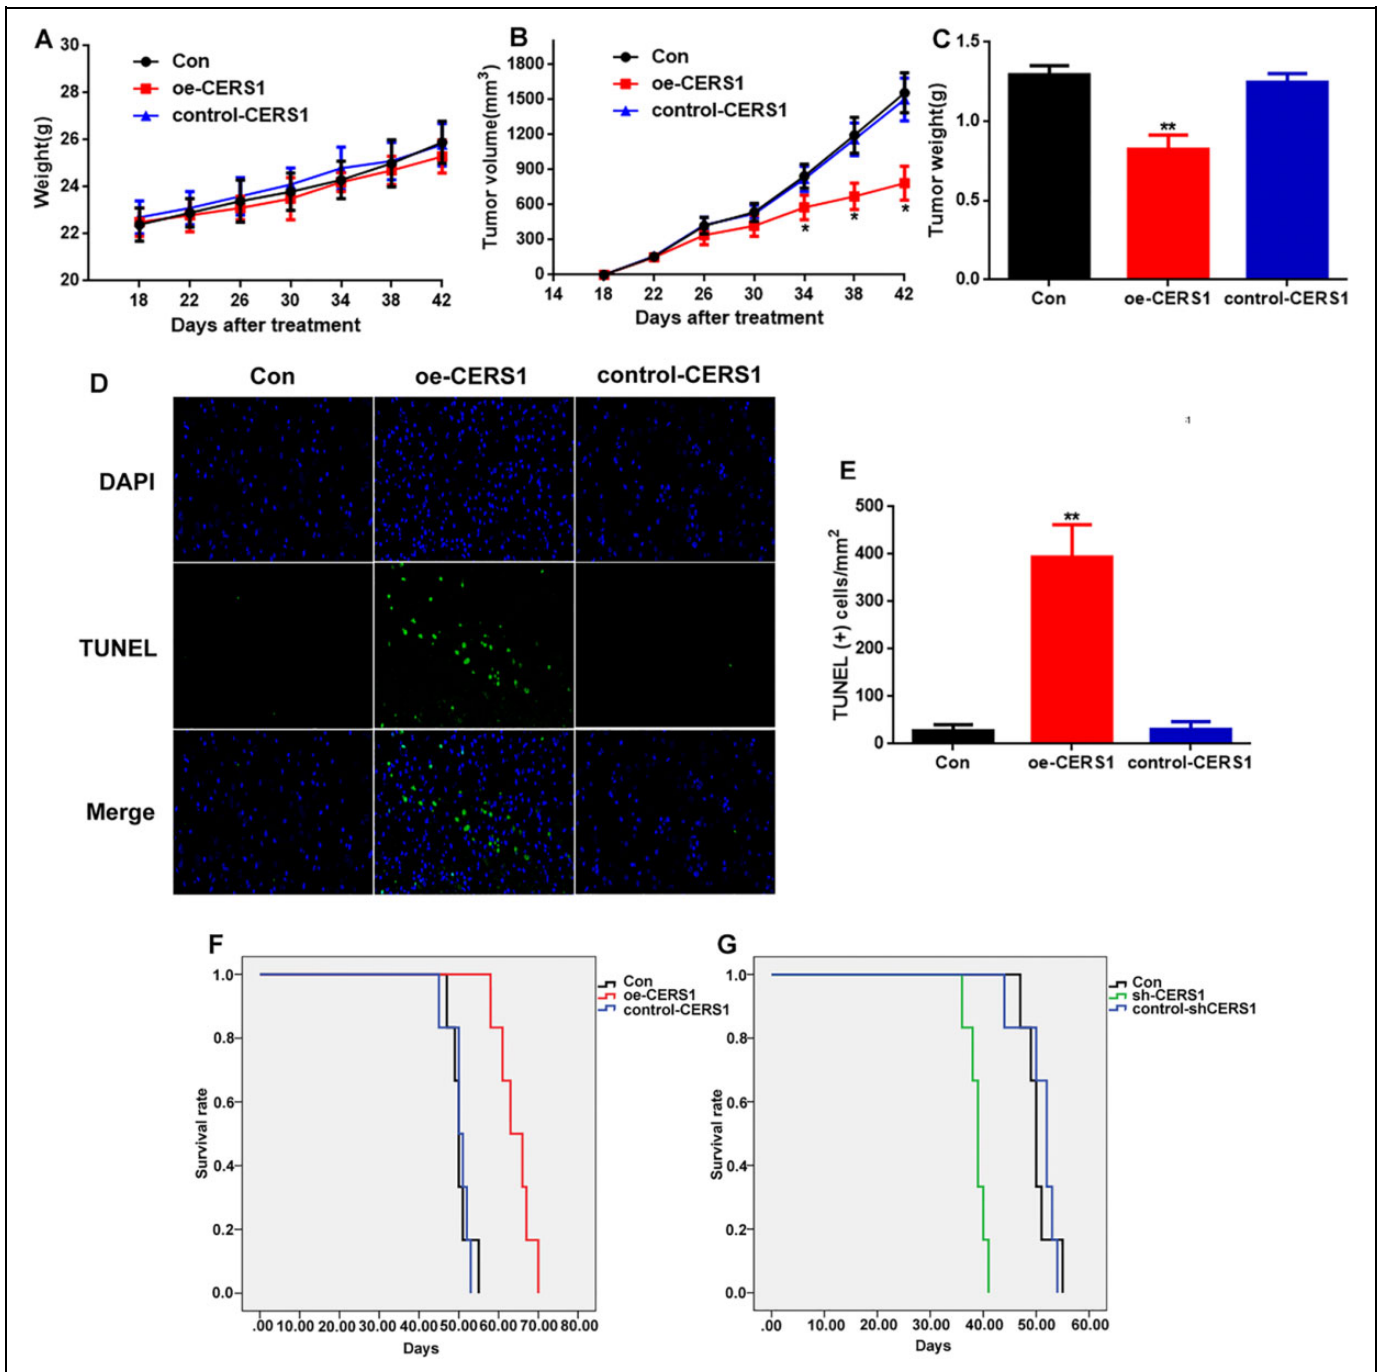 A
30
28
26
24
22
20
Weight(g)
Con
oe-CERS1
control-CERS1
18 22 26 30 34 38 42
Days after treatment
B
1800
1500
1200
900
600
300
0
Tumor volume(mm³)
Con
oe-CERS1
control-CERS1
* * *
14 18 22 26 30 34 38 42
Days after treatment
C
1.5
1.0
0.5
0.0
Tumor weight(g)
**
Con oe-CERS1 control-CERS1
D
Con oe-CERS1 control-CERS1
DAPI
TUNEL
Merge
E
500
400
300
200
100
0
TUNEL (+) cells/mm²
**
Con oe-CERS1 control-CERS1
F
1.0
0.8
0.6
0.4
0.2
0.0
Survival rate
Con
oe-CERS1
control-CERS1
.00 10.00 20.00 30.00 40.00 50.00 60.00 70.00 80.00
Days
G
1.0
0.8
0.6
0.4
0.2
0.0
Survival rate
Con
sh-CERS1
control-shCERS1
.00 10.00 20.00 30.00 40.00 50.00 60.00
Days